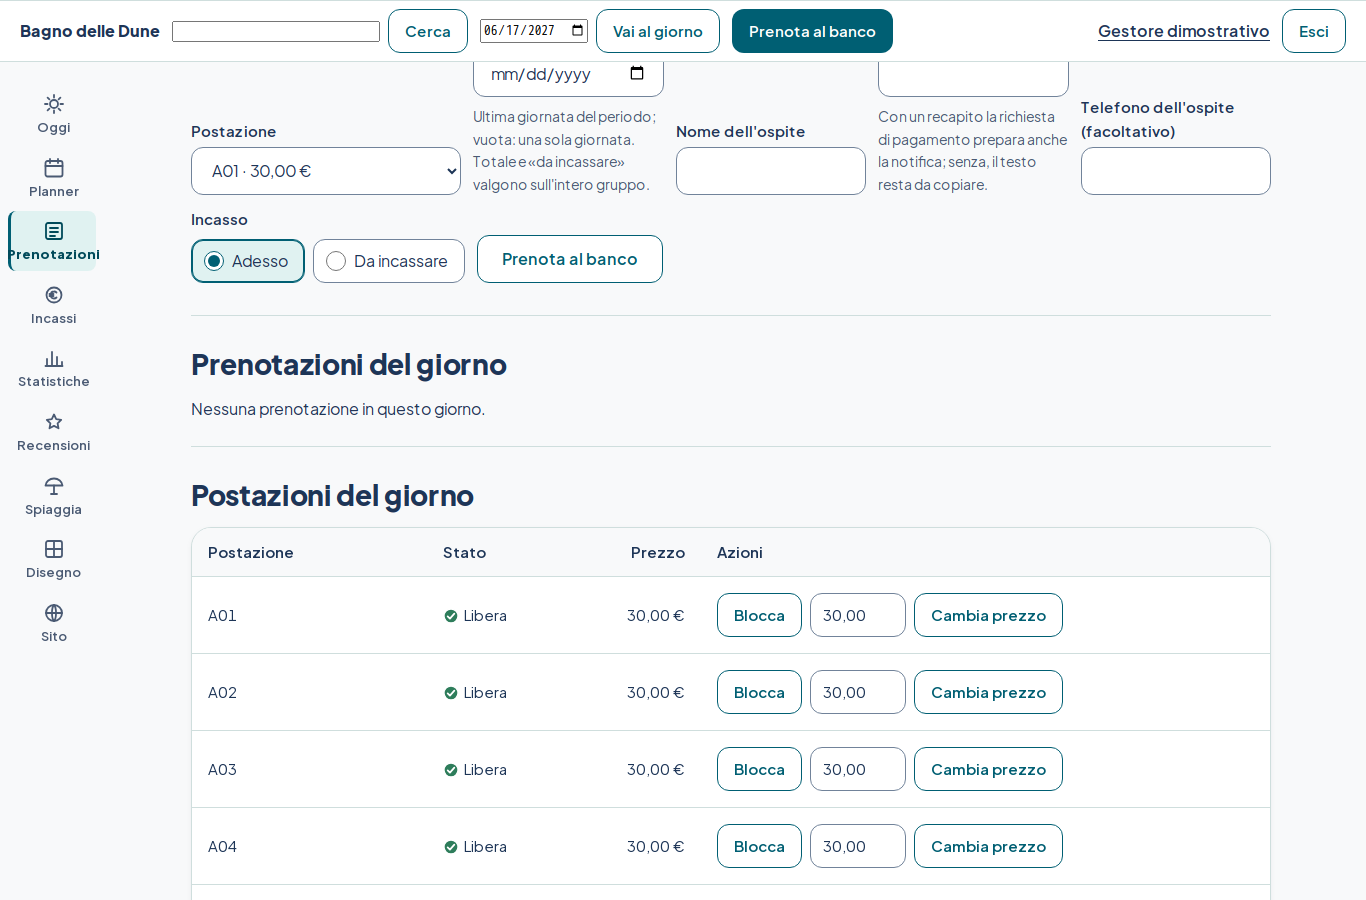 Bagno delle Dune
Cerca
06/17/2027
Vai al giorno
Prenota al banco
Gestore dimostrativo
Esci
Oggi
Planner
Prenotazioni
Incassi
Statistiche
Recensioni
Spiaggia
Disegno
Sito
Postazione
A01 · 30,00 €
mm/dd/yyyy
Ultima giornata del periodo;
vuota: una sola giornata.
Totale e «da incassare»
valgono sull'intero gruppo.
Nome dell'ospite
Con un recapito la richiesta
di pagamento prepara anche
la notifica; senza, il testo
resta da copiare.
Telefono dell'ospite
(facoltativo)
Incasso
Adesso
Da incassare
Prenota al banco
Prenotazioni del giorno
Nessuna prenotazione in questo giorno.
Postazioni del giorno
Postazione Stato Prezzo Azioni
A01 Libera 30,00 € Blocca 30,00 Cambia prezzo
A02 Libera 30,00 € Blocca 30,00 Cambia prezzo
A03 Libera 30,00 € Blocca 30,00 Cambia prezzo
A04 Libera 30,00 € Blocca 30,00 Cambia prezzo